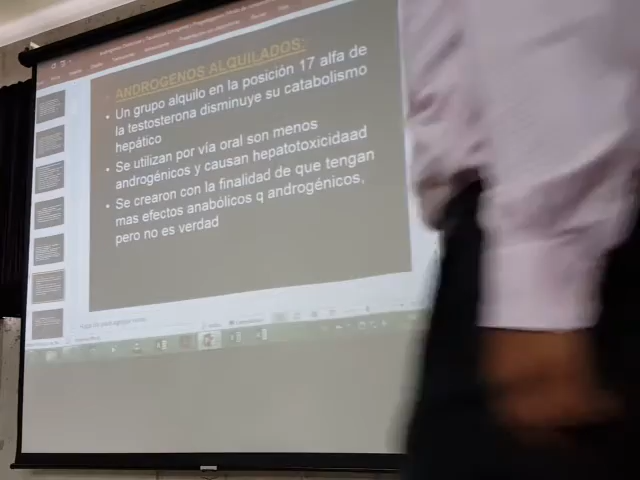 ANDROGENOS ALQUILADOS:
Un grupo alquilo en la posición 17 alfa de
la testosterona disminuye su catabolismo
hepático
Se utilizan por vía oral son menos
androgénicos y causan hepatotoxicidaad
Se crearon con la finalidad de que tengan
mas efectos anabólicos q androgénicos,
pero no es verdad